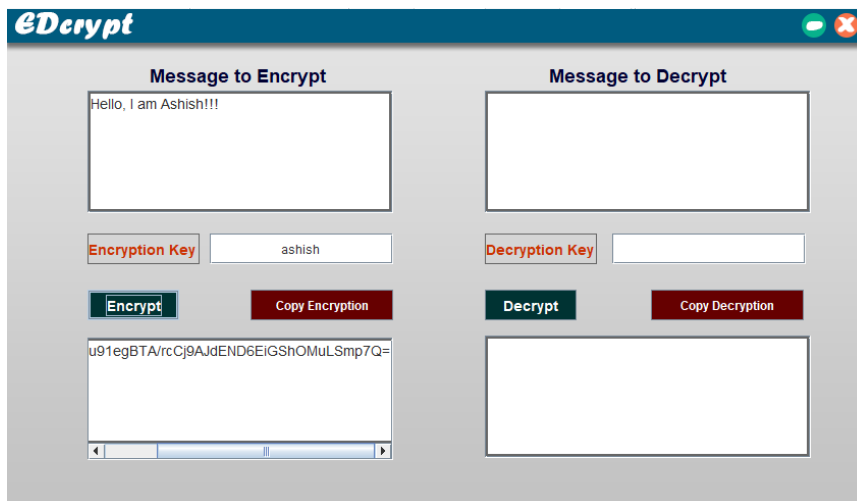 EDcrypt
Message to Encrypt
Hello, I am Ashish!!!
Encryption Key
ashish
Encrypt
Copy Encryption
u91egBTA/rcCj9AJdEND6EiGShOMuLSmp7Q=
Message to Decrypt
Decryption Key
Decrypt
Copy Decryption